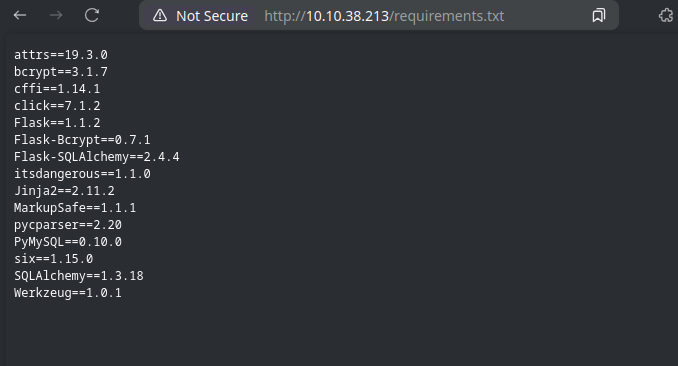 Not Secure http://10.10.38.213/requirements.txt
attrs==19.3.0
bcrypt==3.1.7
cffi==1.14.1
click==7.1.2
Flask==1.1.2
Flask-Bcrypt==0.7.1
Flask-SQLAlchemy==2.4.4
itsdangerous==1.1.0
Jinja2==2.11.2
MarkupSafe==1.1.1
pycparser==2.20
PyMySQL==0.10.0
six==1.15.0
SQLAlchemy==1.3.18
Werkzeug==1.0.1